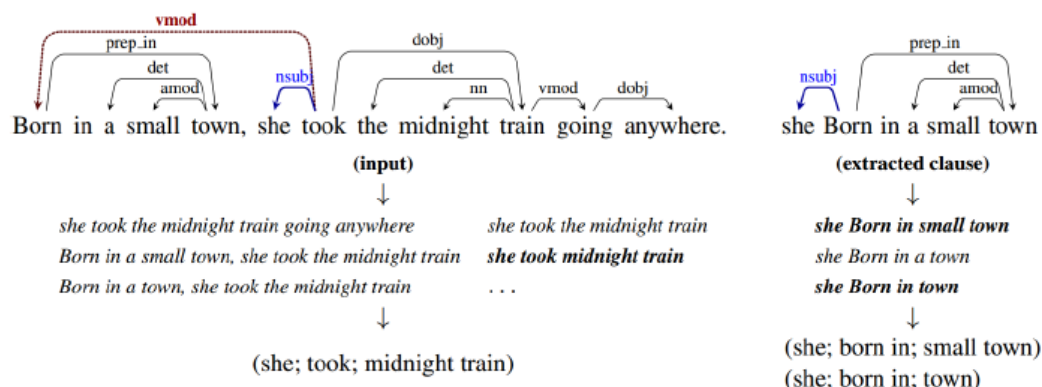 vmod
prep_in
det
amod
nsubj
dobj
det
nn
vmod
dobj
Born in a small town, she took the midnight train going anywhere.
(input)
↓
she took the midnight train going anywhere
she took the midnight train
Born in a small town, she took the midnight train
she took midnight train
Born in a town, she took the midnight train
. . .
↓
(she; took; midnight train)
prep_in
det
nsubj
amod
she Born in a small town
(extracted clause)
↓
she Born in small town
she Born in a town
she Born in town
↓
(she; born in; small town)
(she; born in; town)